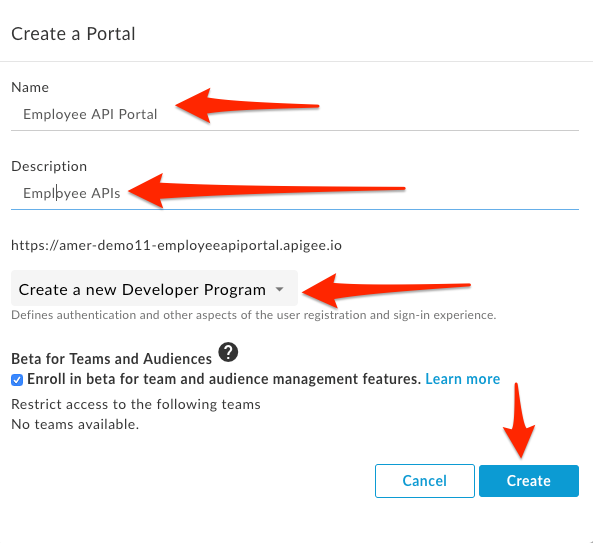 Create a Portal
Name
Employee API Portal
Description
Employee APIs
https://amer-demo11-employeeapiportal.apigee.io
Create a new Developer Program
Defines authentication and other aspects of the user registration and sign-in experience.
Beta for Teams and Audiences ?
Enroll in beta for team and audience management features. Learn more
Restrict access to the following teams
No teams available.
Cancel Create